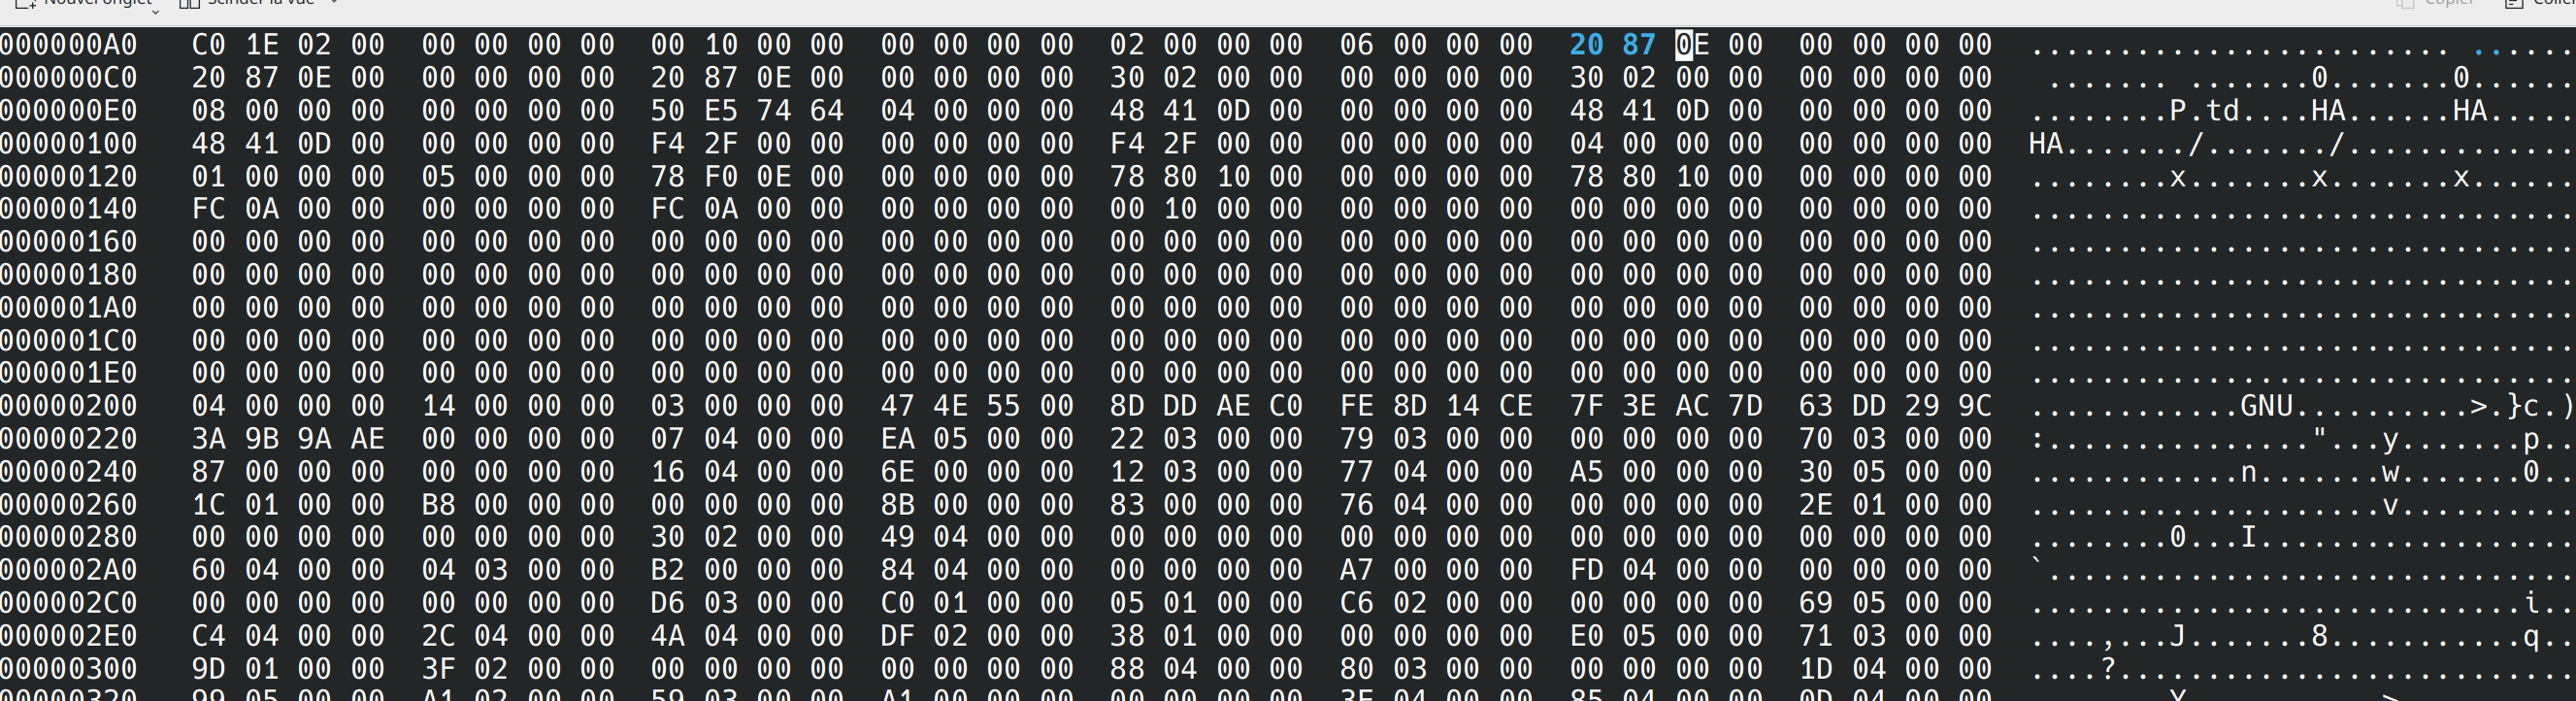 Nouvel onglet Scinder la vue Copier
000000A0 C0 1E 02 00 00 00 00 00 00 10 00 00 00 00 00 00 02 00 00 00 06 00 00 00 20 87 0E 00 00 00 00 00 ........................ .......
000000C0 20 87 0E 00 00 00 00 00 20 87 0E 00 00 00 00 00 30 02 00 00 00 00 00 00 30 02 00 00 00 00 00 00  ....... .......0.......0.......
000000E0 08 00 00 00 00 00 00 00 50 E5 74 64 04 00 00 00 48 41 0D 00 00 00 00 00 48 41 0D 00 00 00 00 00 ........P.td....HA......HA......
00000100 48 41 0D 00 00 00 00 00 F4 2F 00 00 00 00 00 00 F4 2F 00 00 00 00 00 00 04 00 00 00 00 00 00 00 HA......./......./..............
00000120 01 00 00 00 05 00 00 00 78 F0 0E 00 00 00 00 00 78 80 10 00 00 00 00 00 78 80 10 00 00 00 00 00 ........x.......x.......x.......
00000140 FC 0A 00 00 00 00 00 00 FC 0A 00 00 00 00 00 00 00 10 00 00 00 00 00 00 00 00 00 00 00 00 00 00 ................................
00000160 00 00 00 00 00 00 00 00 00 00 00 00 00 00 00 00 00 00 00 00 00 00 00 00 00 00 00 00 00 00 00 00 ................................
00000180 00 00 00 00 00 00 00 00 00 00 00 00 00 00 00 00 00 00 00 00 00 00 00 00 00 00 00 00 00 00 00 00 ................................
000001A0 00 00 00 00 00 00 00 00 00 00 00 00 00 00 00 00 00 00 00 00 00 00 00 00 00 00 00 00 00 00 00 00 ................................
000001C0 00 00 00 00 00 00 00 00 00 00 00 00 00 00 00 00 00 00 00 00 00 00 00 00 00 00 00 00 00 00 00 00 ................................
000001E0 00 00 00 00 00 00 00 00 00 00 00 00 00 00 00 00 00 00 00 00 00 00 00 00 00 00 00 00 00 00 00 00 ................................
00000200 04 00 00 00 14 00 00 00 03 00 00 00 47 4E 55 00 8D DD AE C0 FE 8D 14 CE 7F 3E AC 7D 63 DD 29 9C ............GNU..........>.}c.)
00000220 3A 9B 9A AE 00 00 00 00 07 04 00 00 EA 05 00 00 22 03 00 00 79 03 00 00 00 00 00 00 70 03 00 00 :..............."...y.......p...
00000240 87 00 00 00 00 00 00 00 16 04 00 00 6E 00 00 00 12 03 00 00 77 04 00 00 A5 00 00 00 30 05 00 00 ............n.......w.......0...
00000260 1C 01 00 00 B8 00 00 00 00 00 00 00 8B 00 00 00 83 00 00 00 76 04 00 00 00 00 00 00 2E 01 00 00 ....................v...........
00000280 00 00 00 00 00 00 00 00 30 02 00 00 49 04 00 00 00 00 00 00 00 00 00 00 00 00 00 00 00 00 00 00 ........0...I...................
000002A0 60 04 00 00 04 03 00 00 B2 00 00 00 84 04 00 00 00 00 00 00 A7 00 00 00 FD 04 00 00 00 00 00 00 `...............................
000002C0 00 00 00 00 00 00 00 00 D6 03 00 00 C0 01 00 00 05 01 00 00 C6 02 00 00 00 00 00 00 69 05 00 00 ............................i...
000002E0 C4 04 00 00 2C 04 00 00 4A 04 00 00 DF 02 00 00 38 01 00 00 00 00 00 00 E0 05 00 00 71 03 00 00 ....,...J.......8...........q...
00000300 9D 01 00 00 3F 02 00 00 00 00 00 00 00 00 00 00 88 04 00 00 80 03 00 00 00 00 00 00 1D 04 00 00 ....?...........................
00000320 99 05 00 00 A1 02 00 00 59 03 00 00 A1 00 00 00 00 00 00 00 3E 04 00 00 85 04 00 00 0D 04 00 00